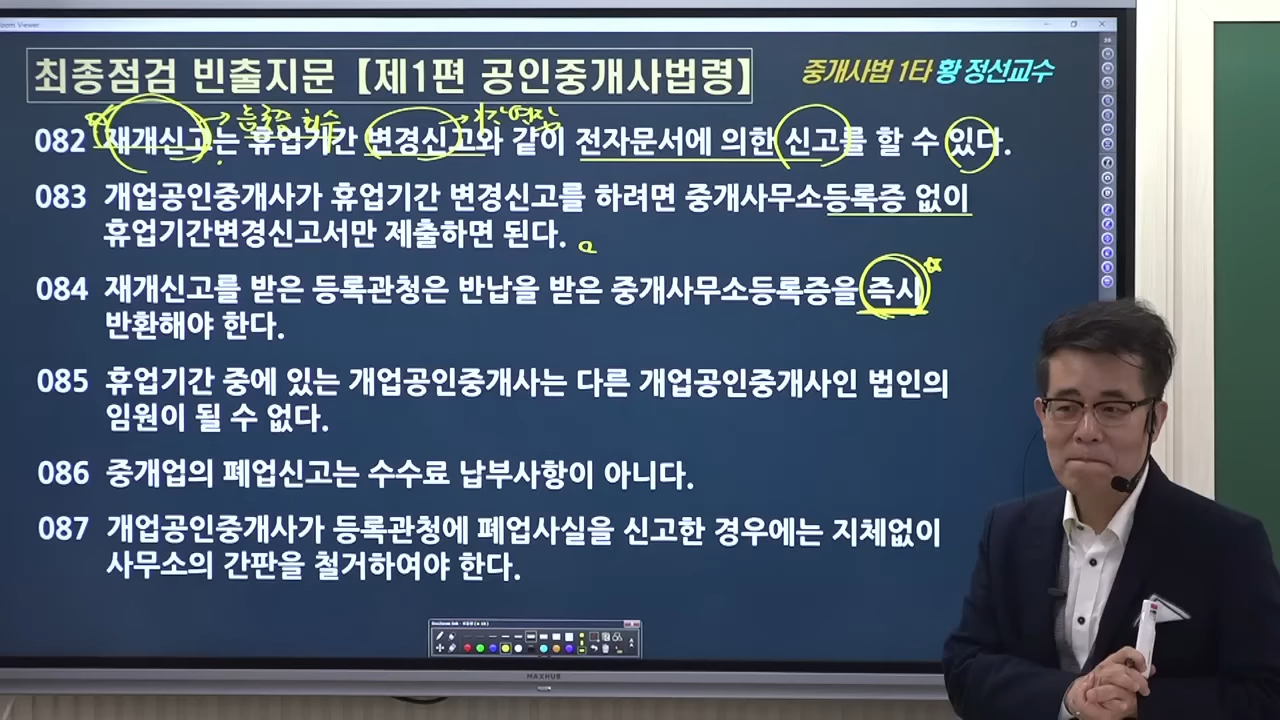 최종점검 빈출지문 【제1편 공인중개사법령】
중개사법 1타 황 정선교수
등록증 회수
기간연장
082 재개신고는 휴업기간 변경신고와 같이 전자문서에 의한 신고를 할 수 있다.
083 개업공인중개사가 휴업기간 변경신고를 하려면 중개사무소등록증 없이
휴업기간변경신고서만 제출하면 된다.
084 재개신고를 받은 등록관청은 반납을 받은 중개사무소등록증을 즉시
반환해야 한다.
085 휴업기간 중에 있는 개업공인중개사는 다른 개업공인중개사인 법인의
임원이 될 수 없다.
086 중개업의 폐업신고는 수수료 납부사항이 아니다.
087 개업공인중개사가 등록관청에 폐업사실을 신고한 경우에는 지체없이
사무소의 간판을 철거하여야 한다.
MAXHUB